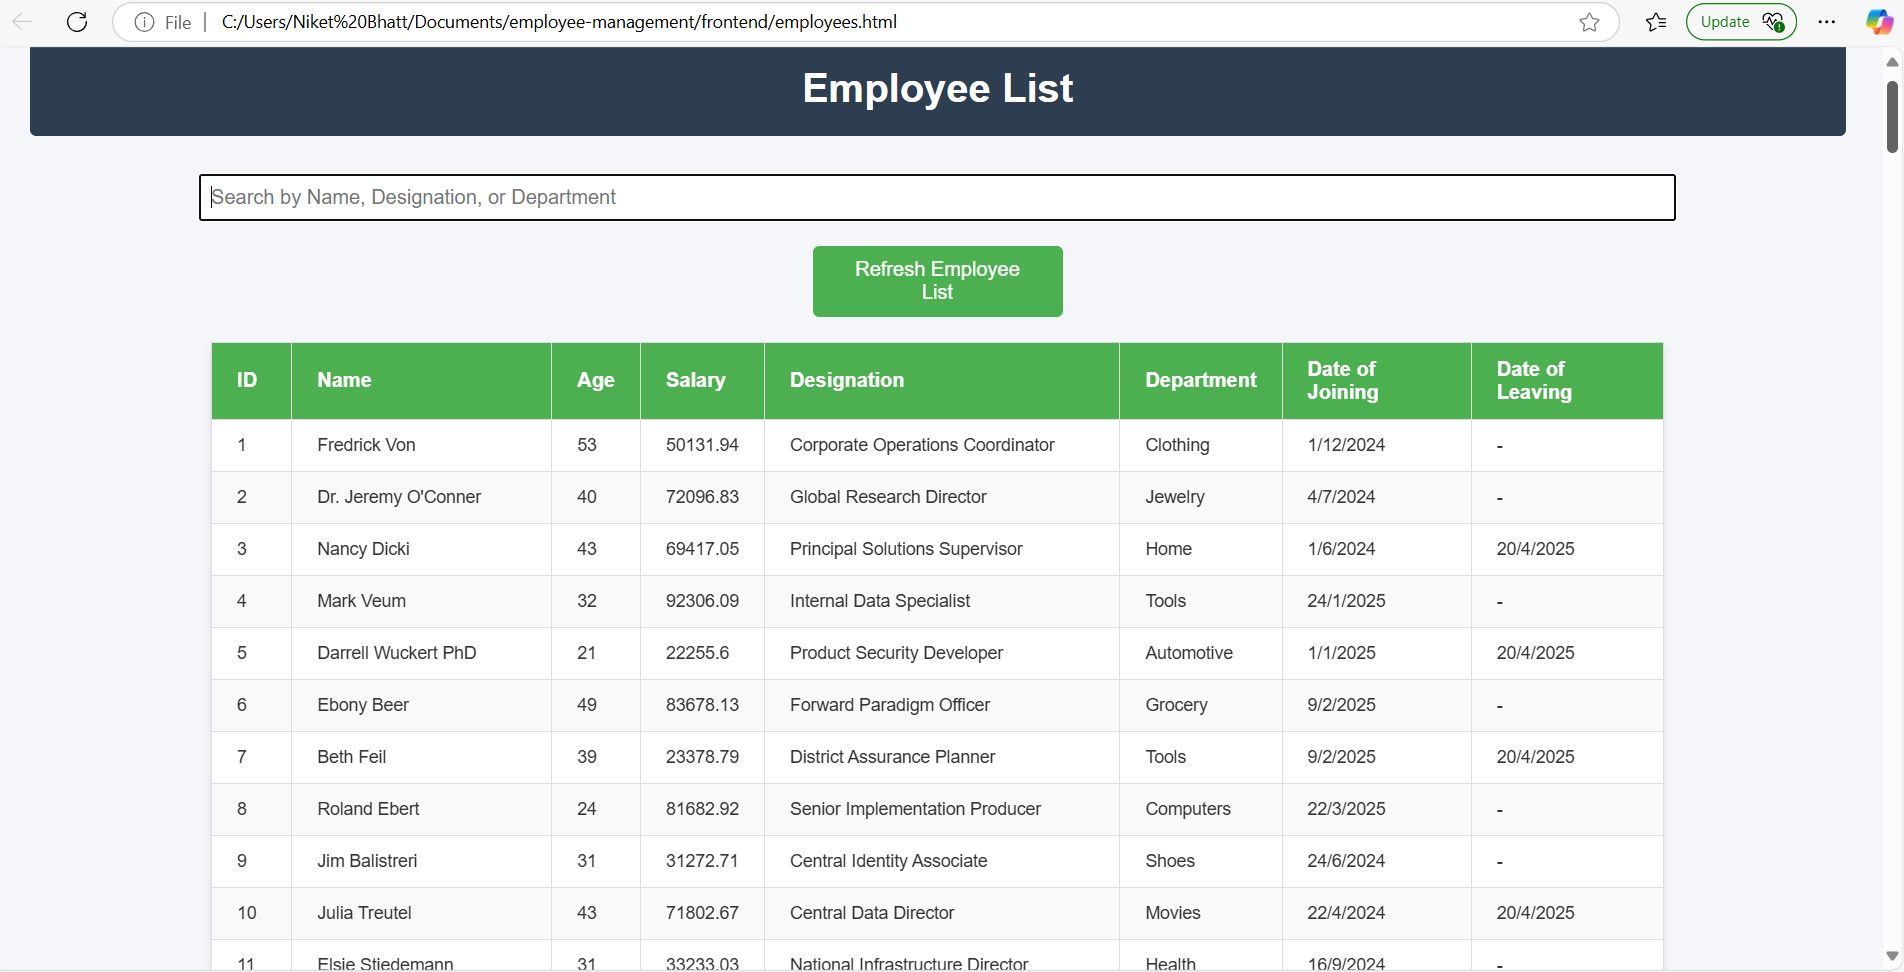 File | C:/Users/Niket%20Bhatt/Documents/employee-management/frontend/employees.html
Update
Employee List
Search by Name, Designation, or Department
Refresh Employee
List
ID Name Age Salary Designation Department Date of Joining Date of Leaving
1 Fredrick Von 53 50131.94 Corporate Operations Coordinator Clothing 1/12/2024 -
2 Dr. Jeremy O'Conner 40 72096.83 Global Research Director Jewelry 4/7/2024 -
3 Nancy Dicki 43 69417.05 Principal Solutions Supervisor Home 1/6/2024 20/4/2025
4 Mark Veum 32 92306.09 Internal Data Specialist Tools 24/1/2025 -
5 Darrell Wuckert PhD 21 22255.6 Product Security Developer Automotive 1/1/2025 20/4/2025
6 Ebony Beer 49 83678.13 Forward Paradigm Officer Grocery 9/2/2025 -
7 Beth Feil 39 23378.79 District Assurance Planner Tools 9/2/2025 20/4/2025
8 Roland Ebert 24 81682.92 Senior Implementation Producer Computers 22/3/2025 -
9 Jim Balistreri 31 31272.71 Central Identity Associate Shoes 24/6/2024 -
10 Julia Treutel 43 71802.67 Central Data Director Movies 22/4/2024 20/4/2025
11 Elsie Stiedemann 31 33233.03 National Infrastructure Director Health 16/9/2024 -